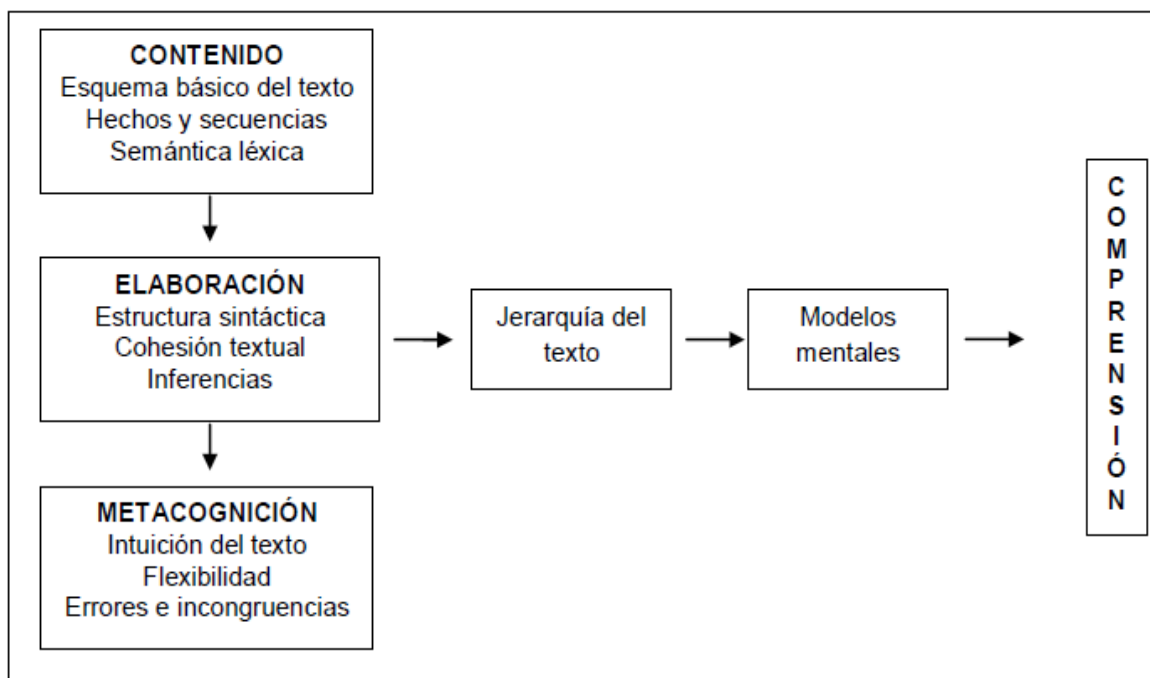 CONTENIDO
Esquema básico del texto
Hechos y secuencias
Semántica léxica
ELABORACIÓN
Estructura sintáctica
Cohesión textual
Inferencias
Jerarquía del
texto
Modelos
mentales
METACOGNICIÓN
Intuición del texto
Flexibilidad
Errores e incongruencias
C
O
M
P
R
E
N
S
I
Ó
N